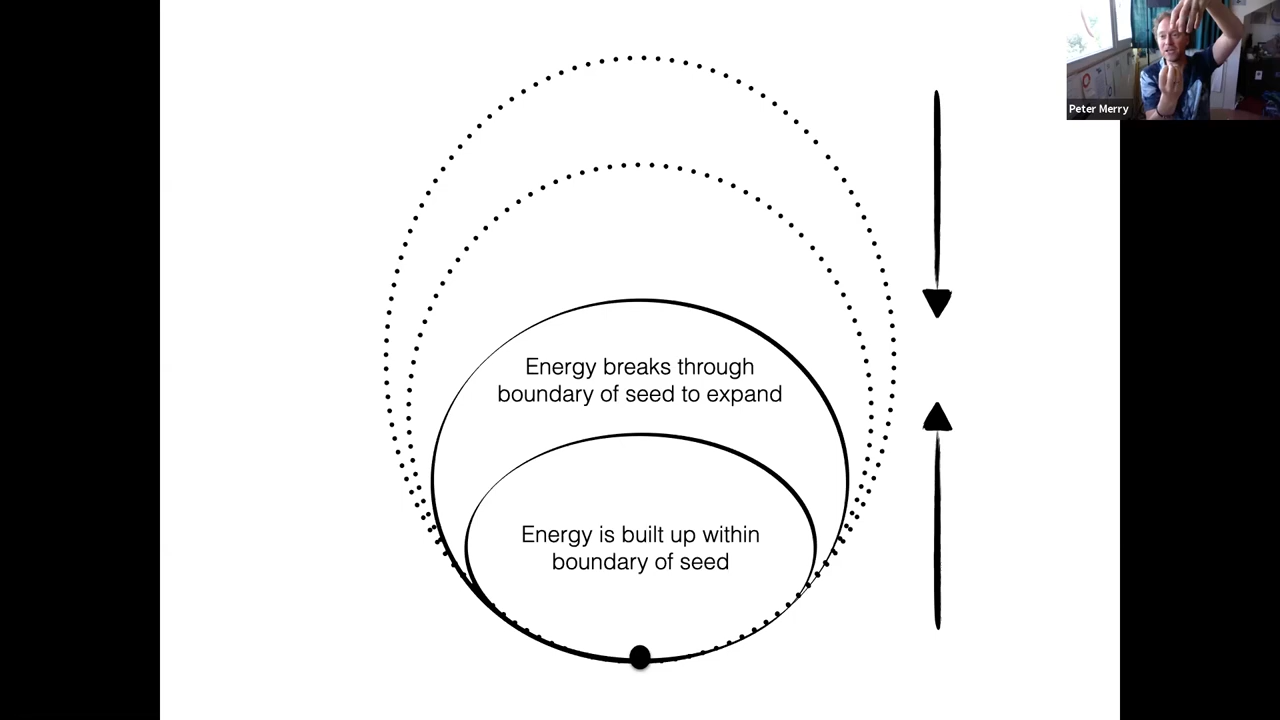 Peter Merry
Energy breaks through
boundary of seed to expand
Energy is built up within
boundary of seed